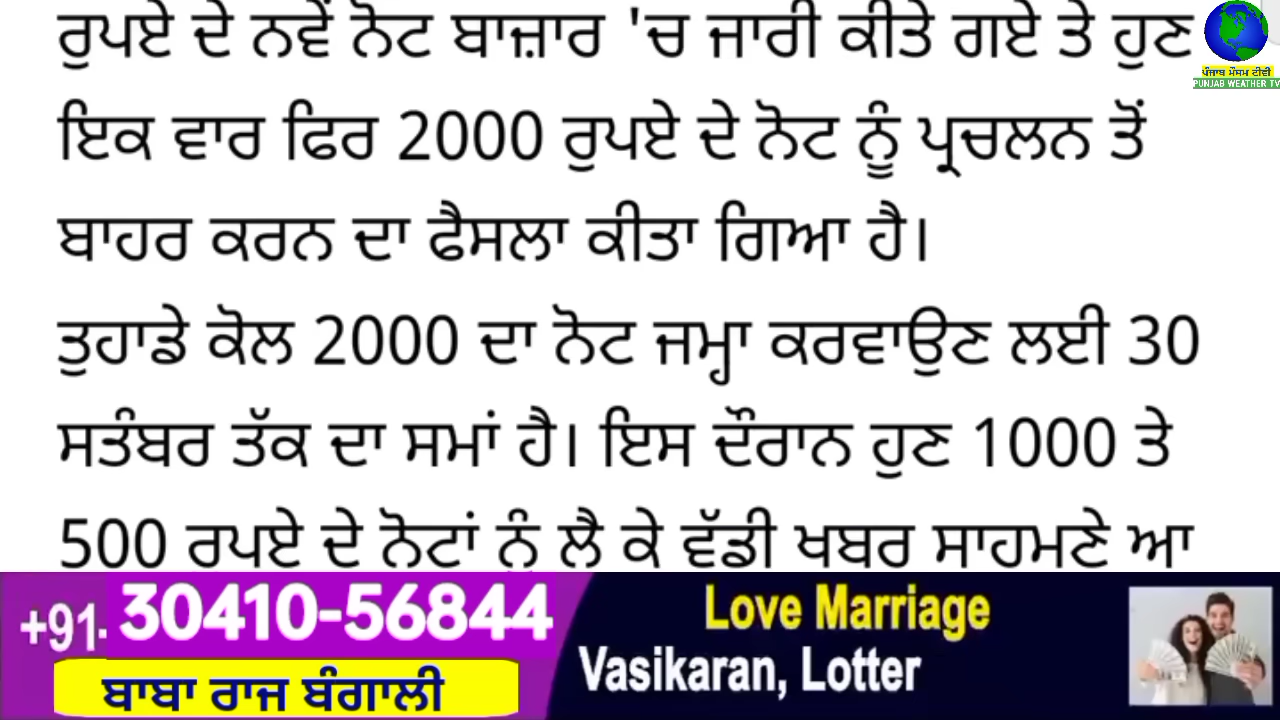 ਰੁਪਏ ਦੇ ਨਵੇਂ ਨੋਟ ਬਾਜ਼ਾਰ 'ਚ ਜਾਰੀ ਕੀਤੇ ਗਏ ਤੇ ਹੁਣ
ਪੰਜਾਬ ਮੌਸਮ ਟੀਵੀ
PUNJAB WEATHER TV
ਇਕ ਵਾਰ ਫਿਰ 2000 ਰੁਪਏ ਦੇ ਨੋਟ ਨੂੰ ਪ੍ਰਚਲਨ ਤੋਂ
ਬਾਹਰ ਕਰਨ ਦਾ ਫੈਸਲਾ ਕੀਤਾ ਗਿਆ ਹੈ।
ਤੁਹਾਡੇ ਕੋਲ 2000 ਦਾ ਨੋਟ ਜਮ੍ਹਾ ਕਰਵਾਉਣ ਲਈ 30
ਸਤੰਬਰ ਤੱਕ ਦਾ ਸਮਾਂ ਹੈ। ਇਸ ਦੌਰਾਨ ਹੁਣ 1000 ਤੇ
500 ਰੁਪਏ ਦੇ ਨੋਟਾਂ ਨੂੰ ਲੈ ਕੇ ਵੱਡੀ ਖਬਰ ਸਾਹਮਣੇ ਆ
+91- 30410-56844
ਬਾਬਾ ਰਾਜ ਬੰਗਾਲੀ
Love Marriage
Vasikaran, Lotter